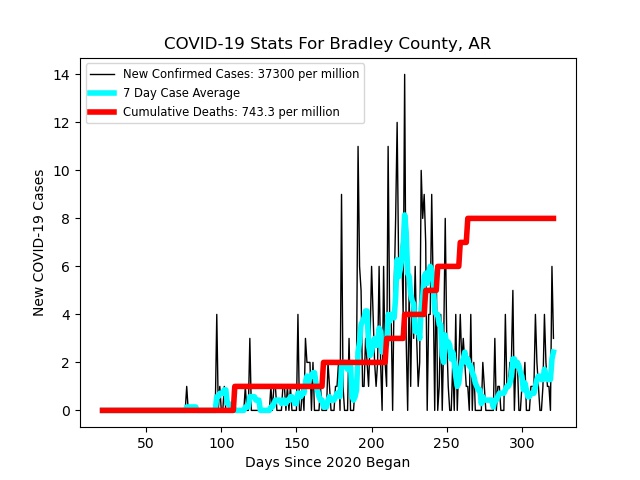 COVID-19 Stats For Bradley County, AR
New Confirmed Cases: 37300 per million
7 Day Case Average
Cumulative Deaths: 743.3 per million
New COVID-19 Cases
14
12
10
8
6
4
2
0
50 100 150 200 250 300
Days Since 2020 Began